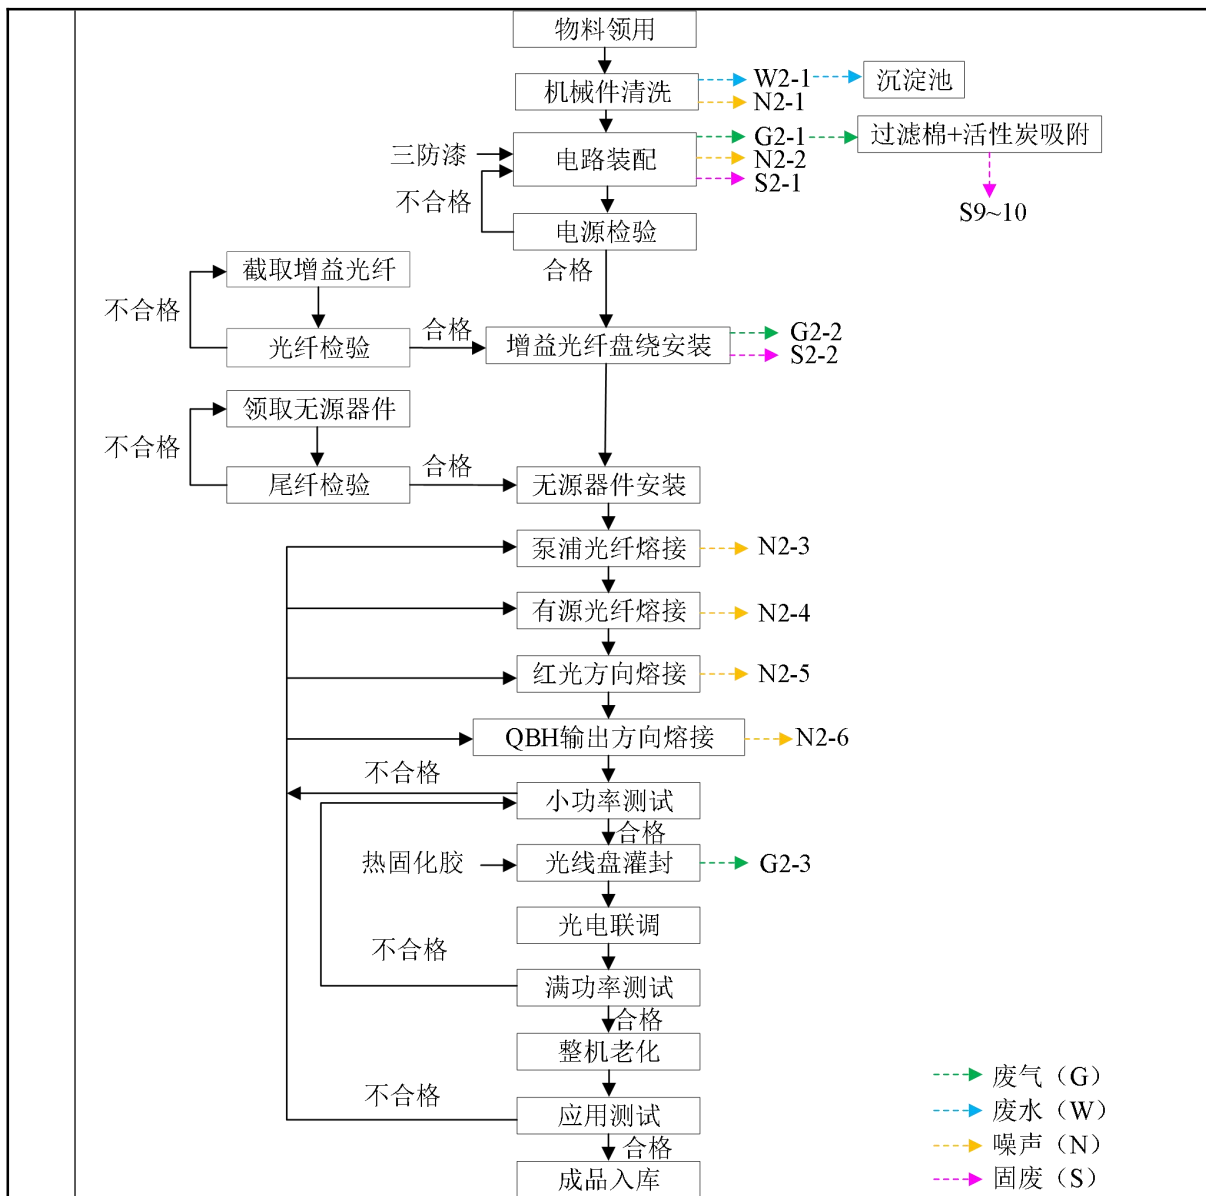 物料领用
机械件清洗
W2-1
沉淀池
N2-1
三防漆
电路装配
G2-1
过滤棉+活性炭吸附
N2-2
S2-1
不合格
S9~10
电源检验
合格
截取增益光纤
不合格
光纤检验
合格
增益光纤盘绕安装
G2-2
S2-2
领取无源器件
不合格
尾纤检验
合格
无源器件安装
泵浦光纤熔接
N2-3
有源光纤熔接
N2-4
红光方向熔接
N2-5
QBH输出方向熔接
N2-6
不合格
小功率测试
合格
热固化胶
光线盘灌封
G2-3
光电联调
不合格
满功率测试
合格
整机老化
不合格
应用测试
合格
成品入库
废气（G）
废水（W）
噪声（N）
固废（S）